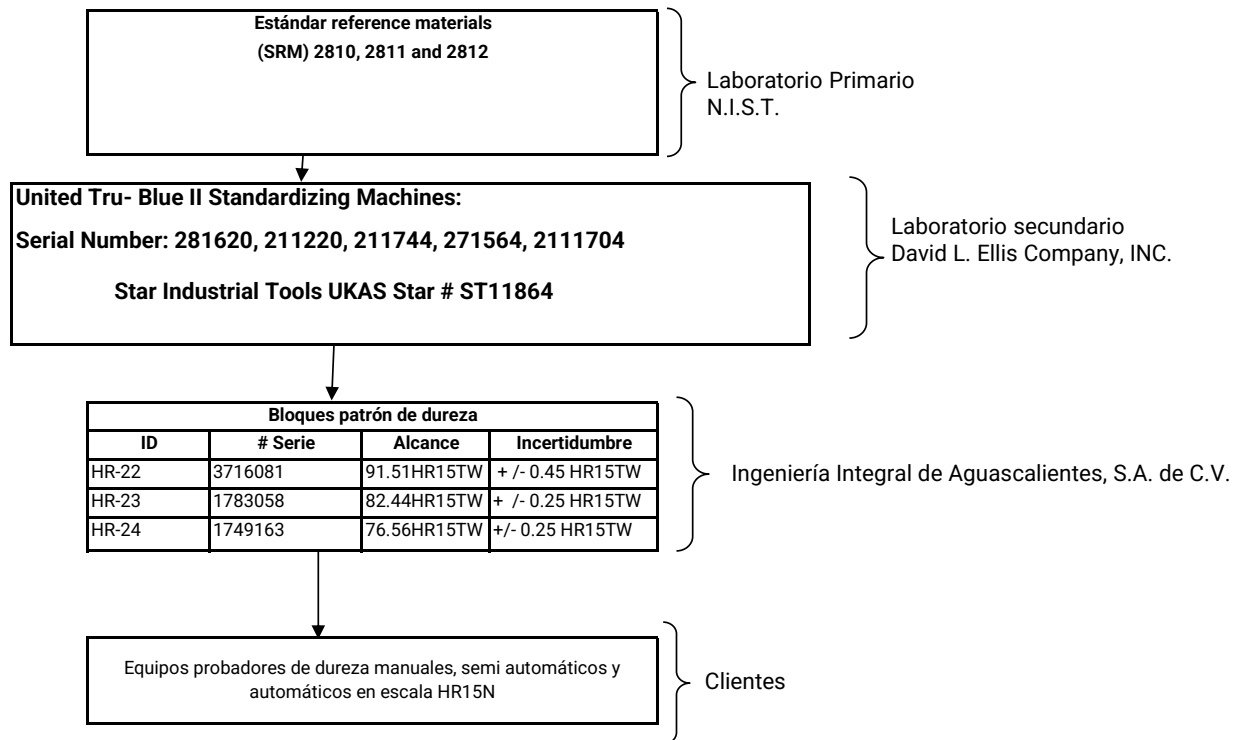 Estándar reference materials
(SRM) 2810, 2811 and 2812
Laboratorio Primario
N.I.S.T.
United Tru- Blue II Standardizing Machines:
Serial Number: 281620, 211220, 211744, 271564, 2111704
Star Industrial Tools UKAS Star # ST11864
Laboratorio secundario
David L. Ellis Company, INC.
Bloques patrón de dureza
ID # Serie Alcance Incertidumbre
HR-22 3716081 91.51HR15TW + /- 0.45 HR15TW
HR-23 1783058 82.44HR15TW + /- 0.25 HR15TW
HR-24 1749163 76.56HR15TW +/- 0.25 HR15TW
Ingeniería Integral de Aguascalientes, S.A. de C.V.
Equipos probadores de dureza manuales, semi automáticos y
automáticos en escala HR15N
Clientes